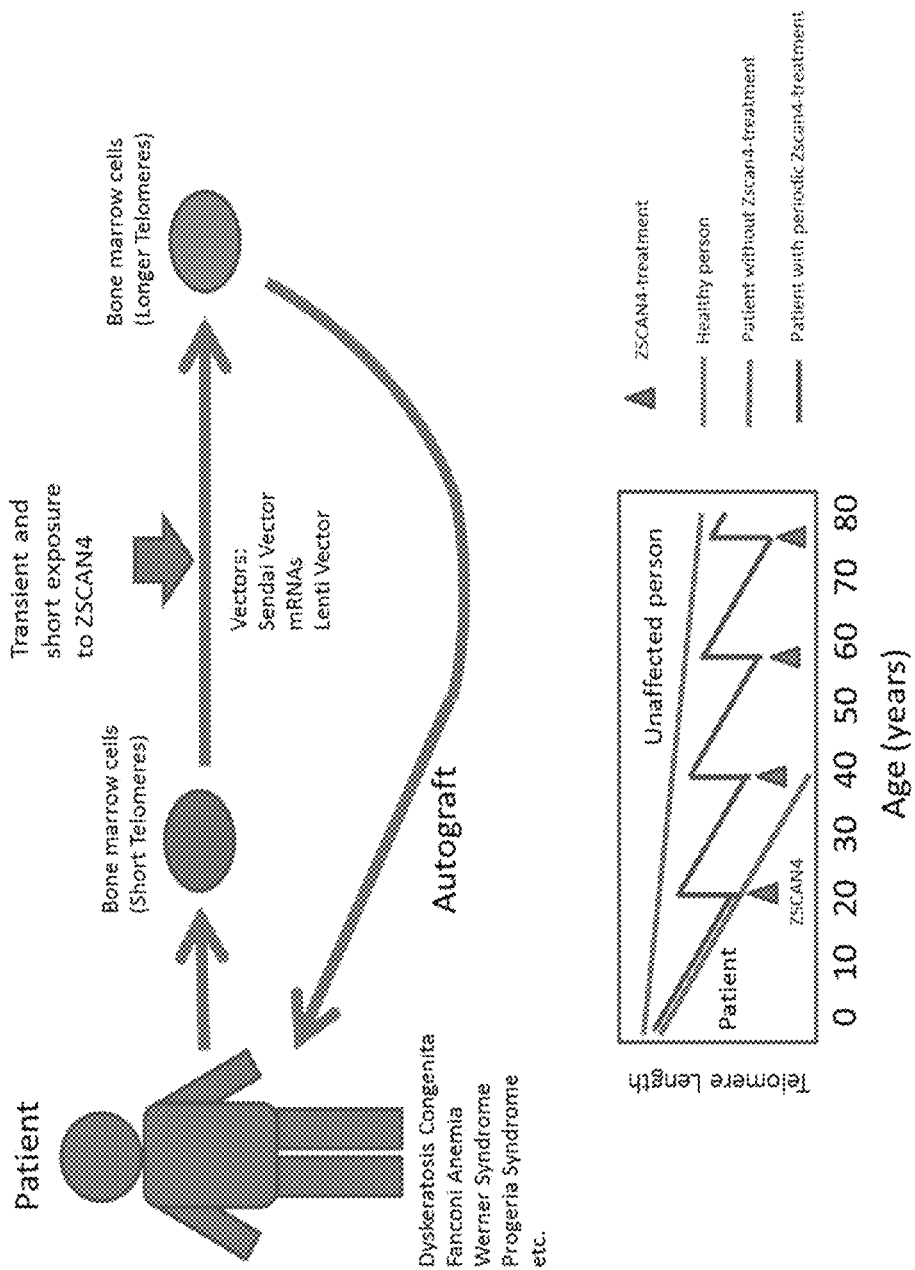 Patient
Dyskeratosis Congenita
Fanconi Anemia
Werner Syndrome
Progeria Syndrome
etc.
Bone marrow cells
(Short Telomeres)
Transient and
short exposure
to ZSCAN4
Vectors:
Sendai Vector
mRNAs
Lenti Vector
Bone marrow cells
(Longer Telomeres)
Autograft
Telomere Length
Unaffected person
Patient
ZSCAN4
0 10 20 30 40 50 60 70 80
Age (years)
ZSCAN4-treatment
Healthy person
Patient without Zscan4-treatment
Patient with periodic Zscan4-treatment